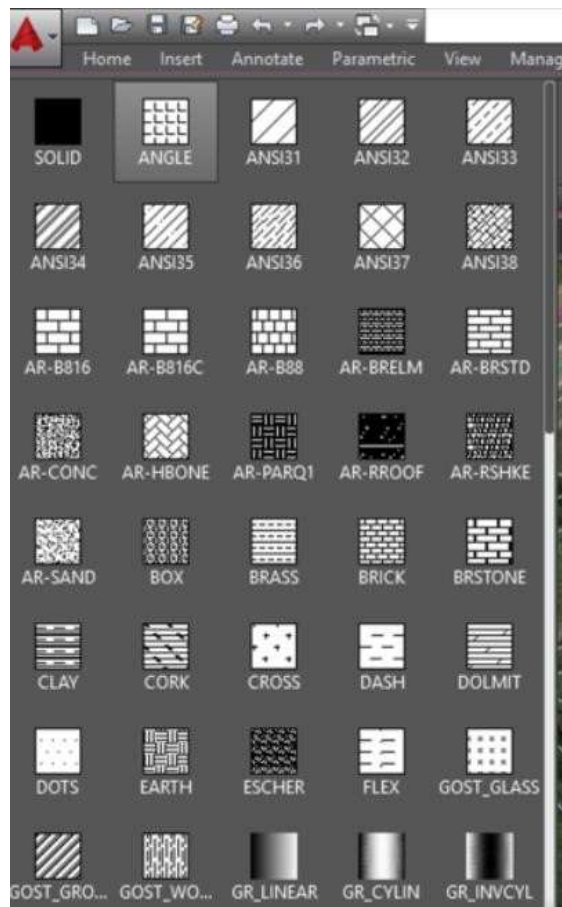 Home Insert Annotate Parametric View Manag
SOLID ANGLE ANSI31 ANSI32 ANSI33
ANSI34 ANSI35 ANSI36 ANSI37 ANSI38
AR-B816 AR-B816C AR-B88 AR-BRELM AR-BRSTD
AR-CONC AR-HBONE AR-PARQ1 AR-RROOF AR-RSHKE
AR-SAND BOX BRASS BRICK BRSTONE
CLAY CORK CROSS DASH DOLMIT
DOTS EARTH ESCHER FLEX GOST_GLASS
GOST_GRO... GOST_WO... GR_LINEAR GR_CYLIN GR_INVCYL